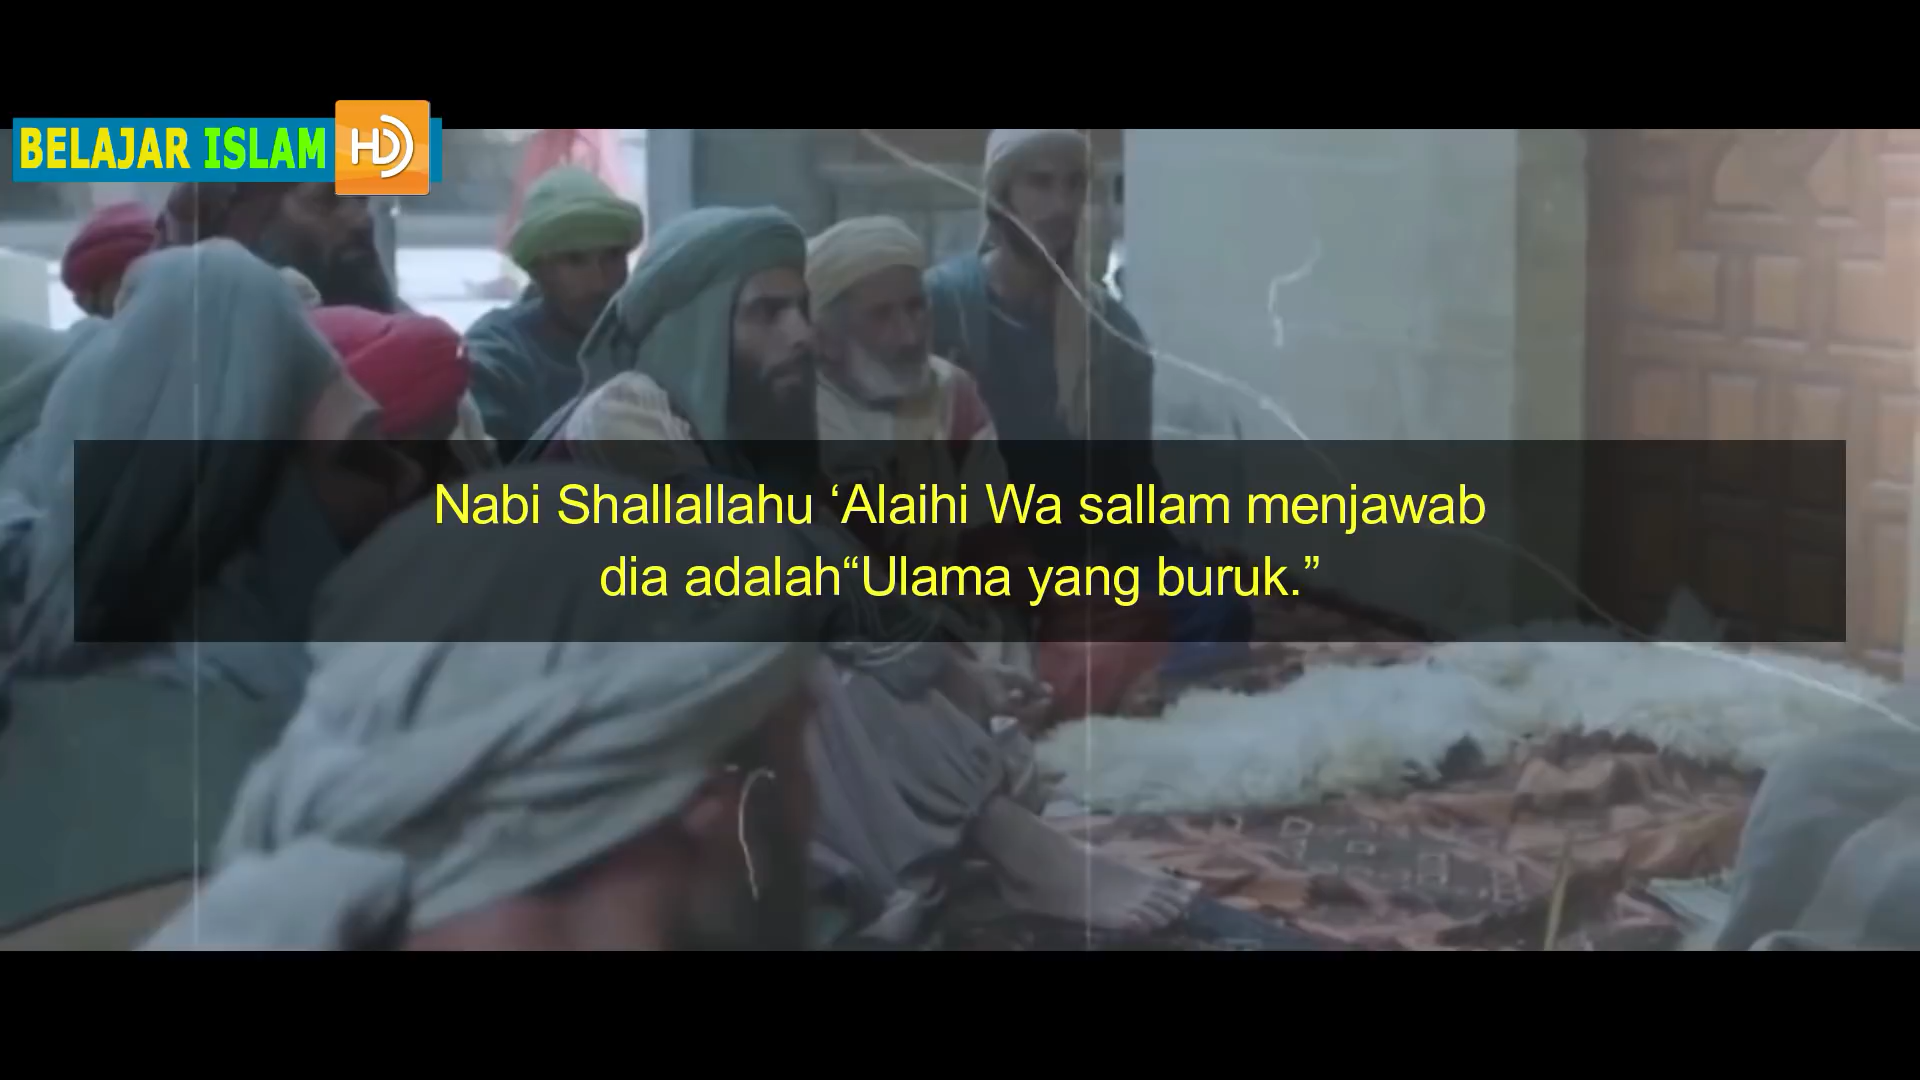 BELAJAR ISLAM HD
Nabi Shallallahu ‘Alaihi Wa sallam menjawab
dia adalah“Ulama yang buruk.”